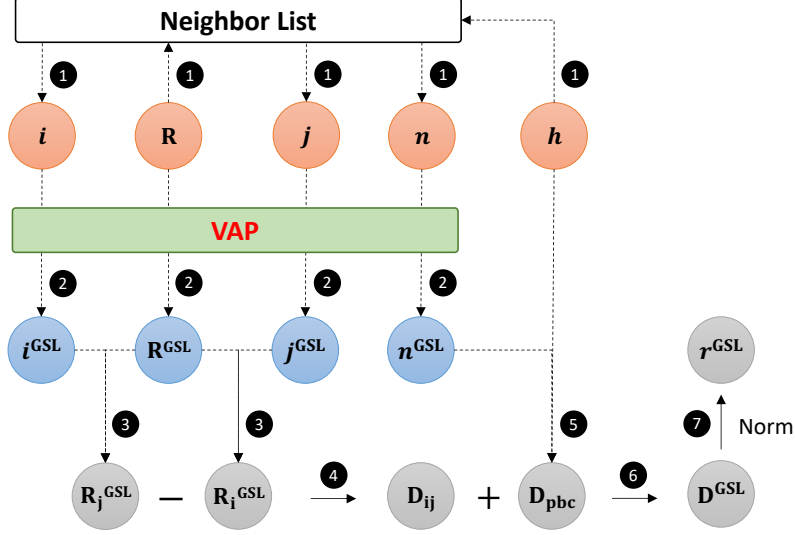 Neighbor List
1 1 1 1 1
i R j n h
VAP
2 2 2 2
i^GSL R^GSL j^GSL n^GSL r^GSL
3 3 5 7 Norm
4 6
R_j^GSL − R_i^GSL D_ij + D_pbc D^GSL